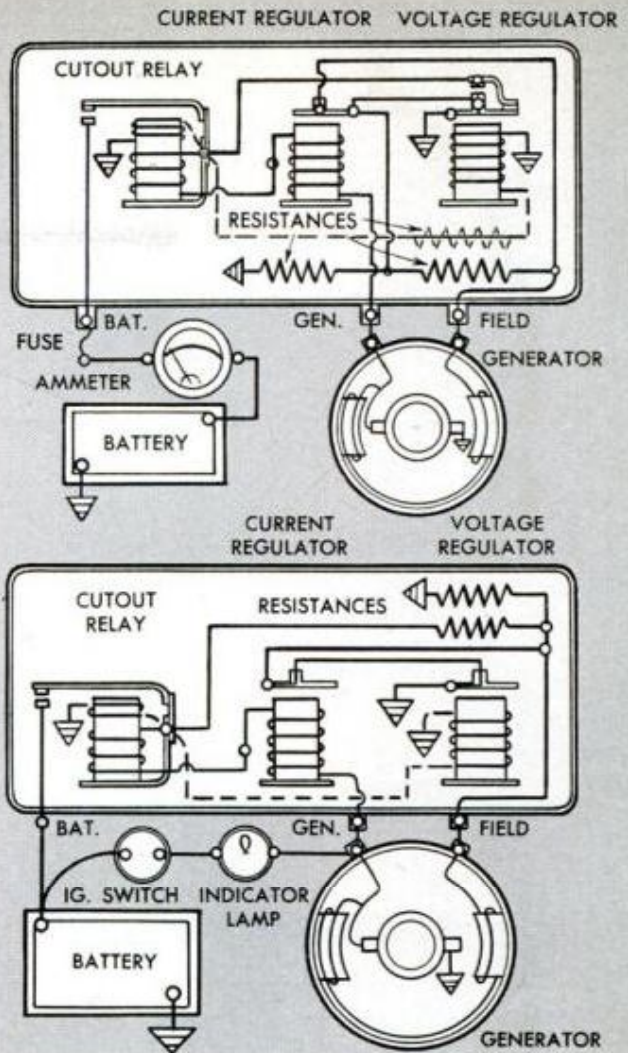 CURRENT REGULATOR VOLTAGE REGULATOR
CUTOUT RELAY
RESISTANCES
BAT. GEN. FIELD
FUSE
GENERATOR
AMMETER
BATTERY
CURRENT REGULATOR
VOLTAGE REGULATOR
CUTOUT RELAY
RESISTANCES
BAT. GEN. FIELD
IG. SWITCH
INDICATOR LAMP
BATTERY
GENERATOR